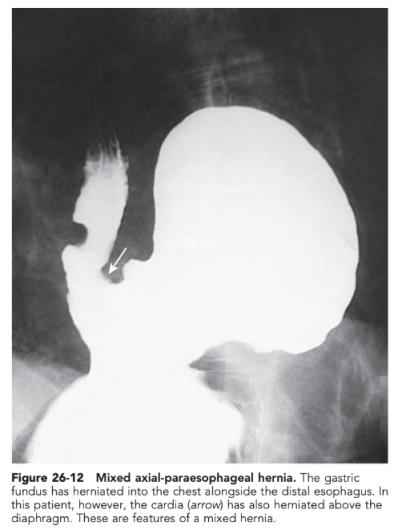 Figure 26-12 Mixed axial-paraesophageal hernia. The gastric
fundus has herniated into the chest alongside the distal esophagus. In
this patient, however, the cardia (arrow) has also herniated above the
diaphragm. These are features of a mixed hernia.